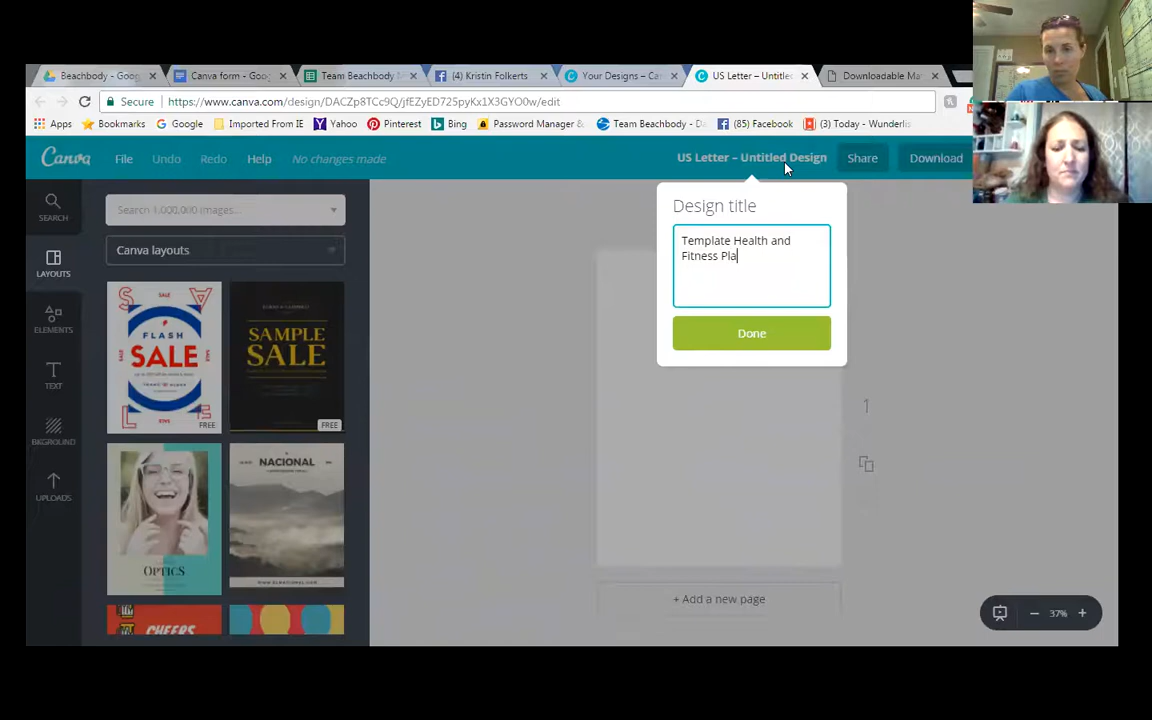 Beachbody - Goog
Canva form - Goo
Team Beachbody
(4) Kristin Folkerts
Your Designs – Ca
US Letter – Untitle
Downloadable Ma
Secure
https://www.canva.com/design/DACZp8TCc9Q/jfEZyED725pyKx1X3GYO0w/edit
Apps
Bookmarks
Google
Imported From IE
Yahoo
Pinterest
Bing
Password Manager &
Team Beachbody - D
(85) Facebook
(3) Today - Wunderlis
Canva
File
Undo
Redo
Help
No changes made
US Letter – Untitled Design
Share
Download
Search 1,000,000 images...
SEARCH
Canva layouts
LAYOUTS
ELEMENTS
TEXT
BKGROUND
UPLOADS
SALE
FLASH
SALE
FREE
SAMPLE
SALE
FREE
OPTICS
NACIONAL
CHEERS
Design title
Template Health and
Fitness Pla
Done
1
+ Add a new page
37%